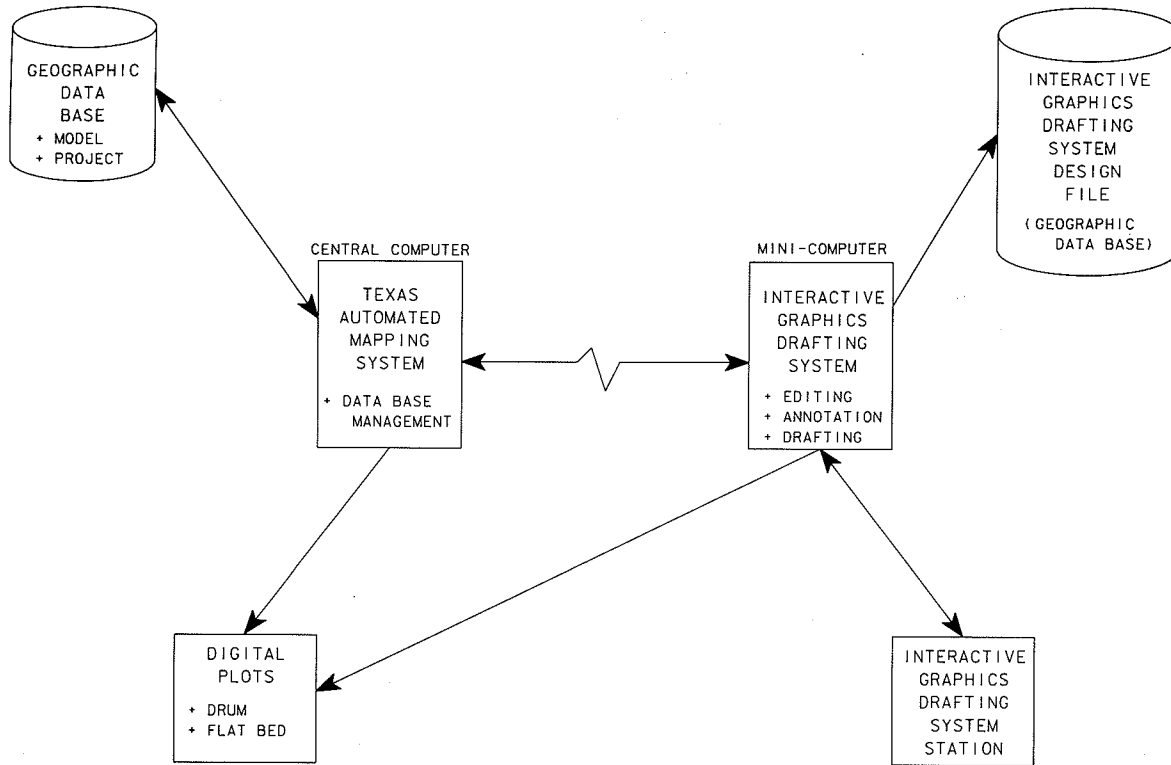 GEOGRAPHIC
DATA
BASE
+ MODEL
+ PROJECT
INTERACTIVE
GRAPHICS
DRAFTING
SYSTEM
DESIGN
FILE
(GEOGRAPHIC
DATA BASE)
CENTRAL COMPUTER
TEXAS
AUTOMATED
MAPPING
SYSTEM
+ DATA BASE
MANAGEMENT
MINI-COMPUTER
INTERACTIVE
GRAPHICS
DRAFTING
SYSTEM
+ EDITING
+ ANNOTATION
+ DRAFTING
DIGITAL
PLOTS
+ DRUM
+ FLAT BED
INTERACTIVE
GRAPHICS
DRAFTING
SYSTEM
STATION